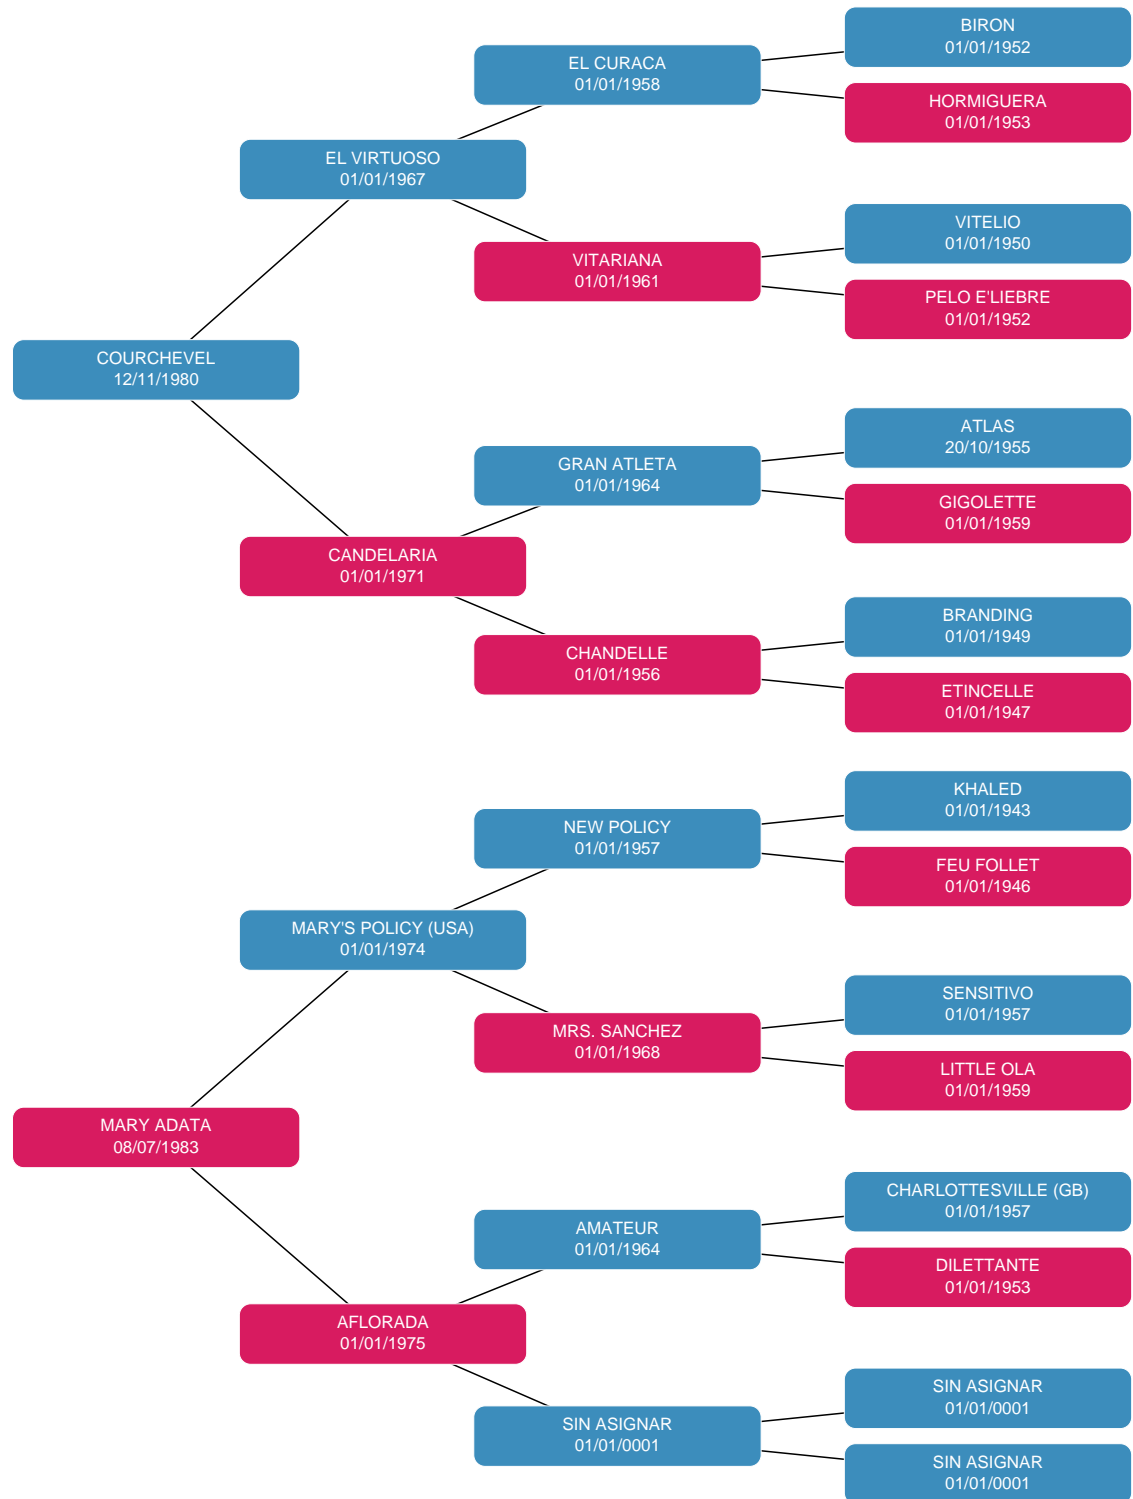 BIRON
01/01/1952
EL CURACA
01/01/1958
HORMIGUERA
01/01/1953
EL VIRTUOSO
01/01/1967
VITELIO
01/01/1950
VITARIANA
01/01/1961
PELO E'LIEBRE
01/01/1952
COURCHEVEL
12/11/1980
ATLAS
20/10/1955
GRAN ATLETA
01/01/1964
GIGOLETTE
01/01/1959
CANDELARIA
01/01/1971
BRANDING
01/01/1949
CHANDELLE
01/01/1956
ETINCELLE
01/01/1947
KHALED
01/01/1943
NEW POLICY
01/01/1957
FEU FOLLET
01/01/1946
MARY'S POLICY (USA)
01/01/1974
SENSITIVO
01/01/1957
MRS. SANCHEZ
01/01/1968
LITTLE OLA
01/01/1959
MARY ADATA
08/07/1983
CHARLOTTESVILLE (GB)
01/01/1957
AMATEUR
01/01/1964
DILETTANTE
01/01/1953
AFLORADA
01/01/1975
SIN ASIGNAR
01/01/0001
SIN ASIGNAR
01/01/0001
SIN ASIGNAR
01/01/0001